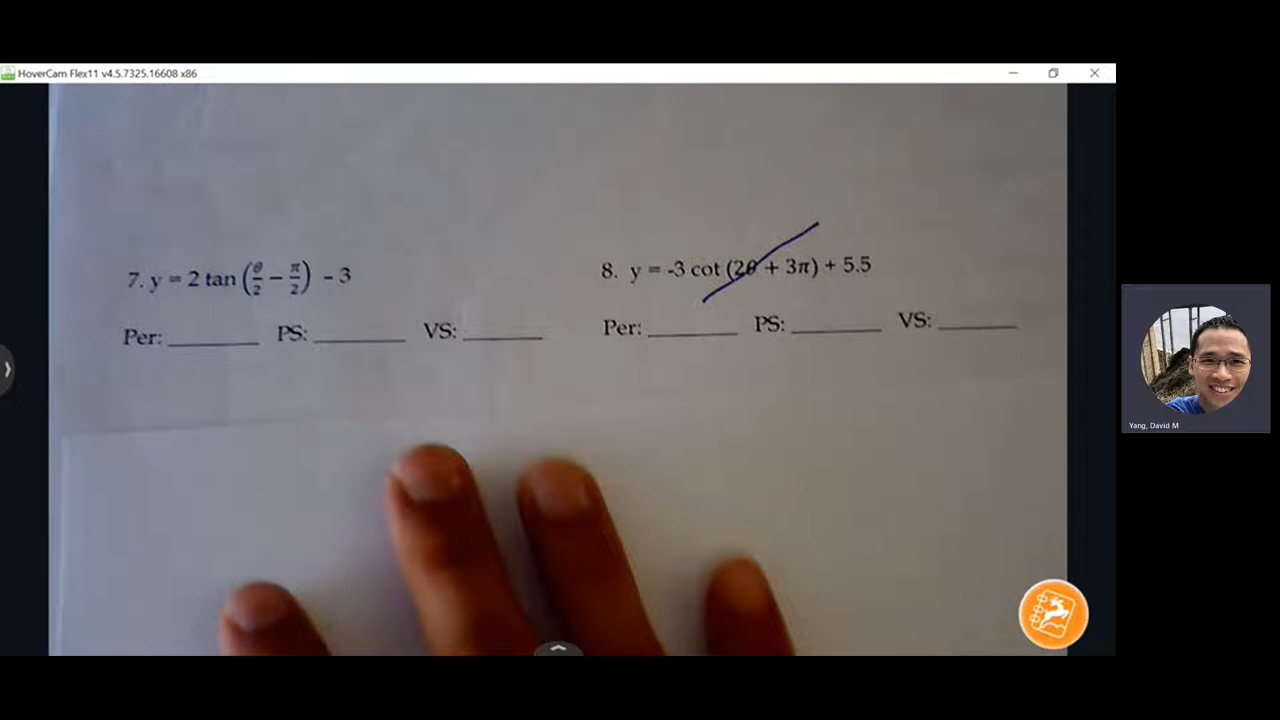 HoverCam Flex11 v4.5.7325.16608 x86
7. y = 2 tan (θ/2 − π/2) - 3
Per: ________ PS: ________ VS: ________
8. y = -3 cot (2θ + 3π) + 5.5
Per: ________ PS: ________ VS: ________
Yang, David M